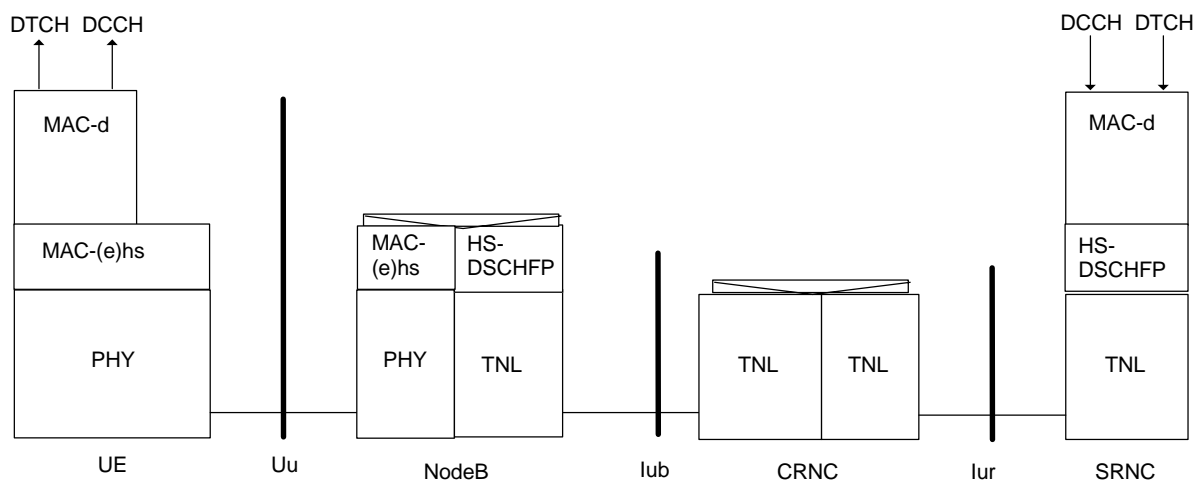 DTCH DCCH
DCCH DTCH
MAC-d
MAC-d
MAC-(e)hs
MAC-
(e)hs
HS-
DSCHFP
HS-
DSCHFP
PHY
PHY
TNL
TNL
TNL
TNL
UE
Uu
NodeB
Iub
CRNC
Iur
SRNC